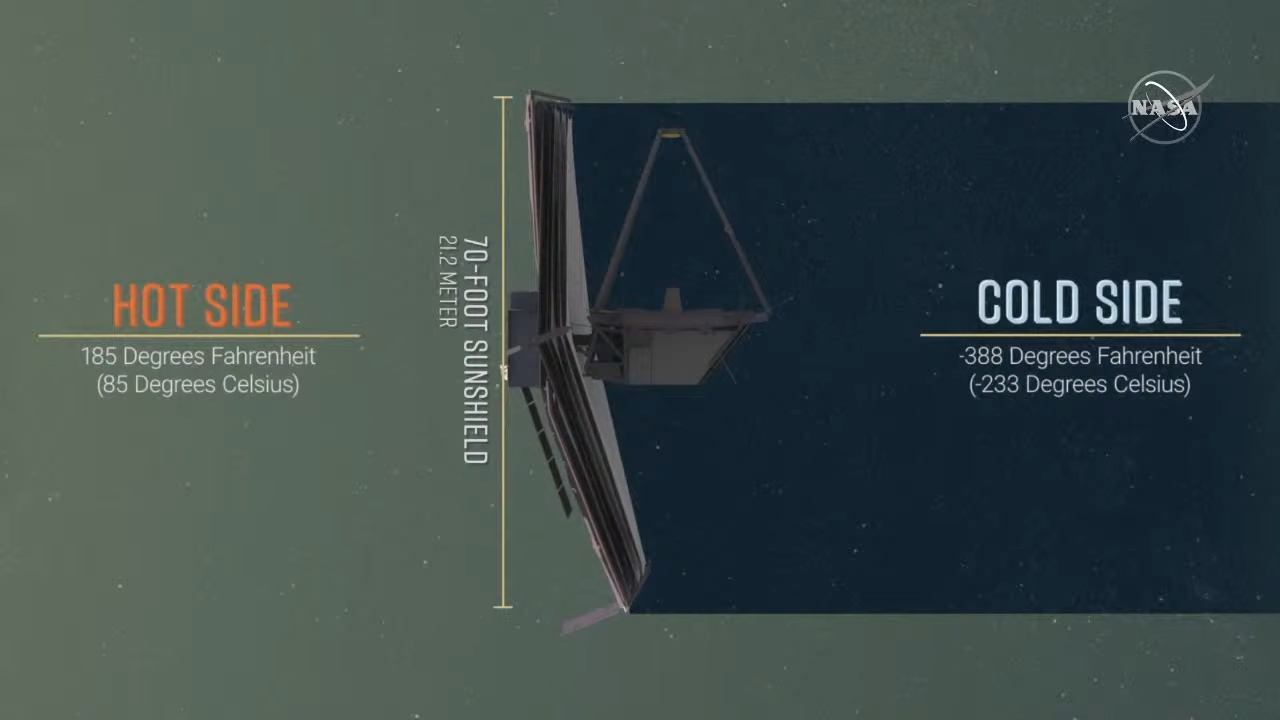 NASA
HOT SIDE
185 Degrees Fahrenheit
(85 Degrees Celsius)
70-FOOT SUNSHIELD
21.2 METER
COLD SIDE
-388 Degrees Fahrenheit
(-233 Degrees Celsius)